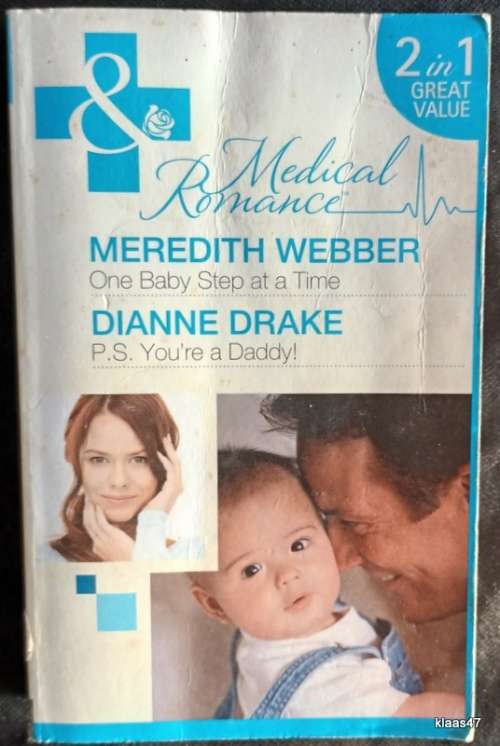 2 in 1
GREAT
VALUE
&
Medical
Romance™
MEREDITH WEBBER
One Baby Step at a Time
DIANNE DRAKE
P.S. You're a Daddy!
klaas47